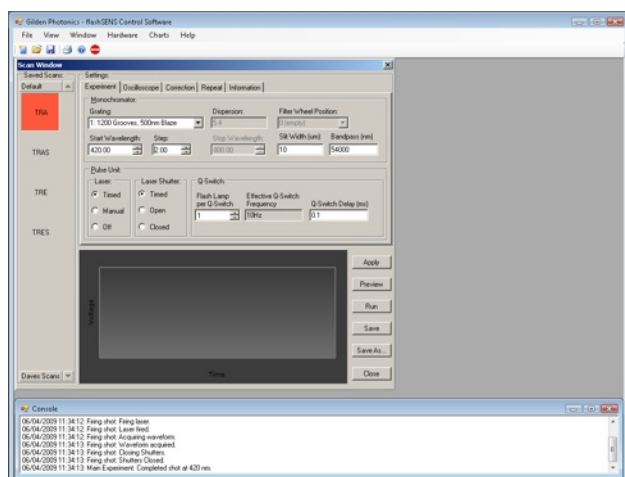 Gilden Photonics - flashSENS Control Software
File View Window Hardware Charts Help
Scan Window
Saved Scans:
Default
TRA
TRAS
TRE
TRES
Daves Scans
Settings:
Experiment Oscilloscope Correction Repeat Information
Monochromator:
Grating: Dispersion: Filter Wheel Position:
1: 1200 Grooves, 500nm Blaze 5.4 0 (empty)
Start Wavelength: Step: Stop Wavelength: Slit Width (um): Bandpass (nm)
420.00 2.00 800.00 10 54000
Pulse Unit:
Laser: Laser Shutter: Q-Switch:
Timed Timed
Manual Open
Off Closed
Flash Lamp per Q-Switch
Effective Q-Switch Frequency
Q-Switch Delay (ms)
1 10Hz 0.1
Voltage
Time
Apply
Preview
Run
Save
Save As...
Close
Console
06/04/2009 11:34:12: Firing shot: Firing laser.
06/04/2009 11:34:12: Firing shot: Laser fired.
06/04/2009 11:34:12: Firing shot: Acquiring waveform.
06/04/2009 11:34:13: Firing shot: Waveform acquired.
06/04/2009 11:34:13: Firing shot: Closing Shutters.
06/04/2009 11:34:13: Firing shot: Shutters Closed.
06/04/2009 11:34:13: Main Experiment: Completed shot at 420 nm.